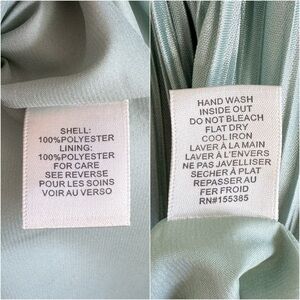 SHELL:
100%POLYESTER
LINING:
100%POLYESTER
FOR CARE
SEE REVERSE
POUR LES SOINS
VOIR AU VERSO
HAND WASH
INSIDE OUT
DO NOT BLEACH
FLAT DRY
COOL IRON
LAVER À LA MAIN
LAVER À L'ENVERS
NE PAS JAVELLISER
SÉCHER À PLAT
REPASSER AU
FER FROID
RN#155385